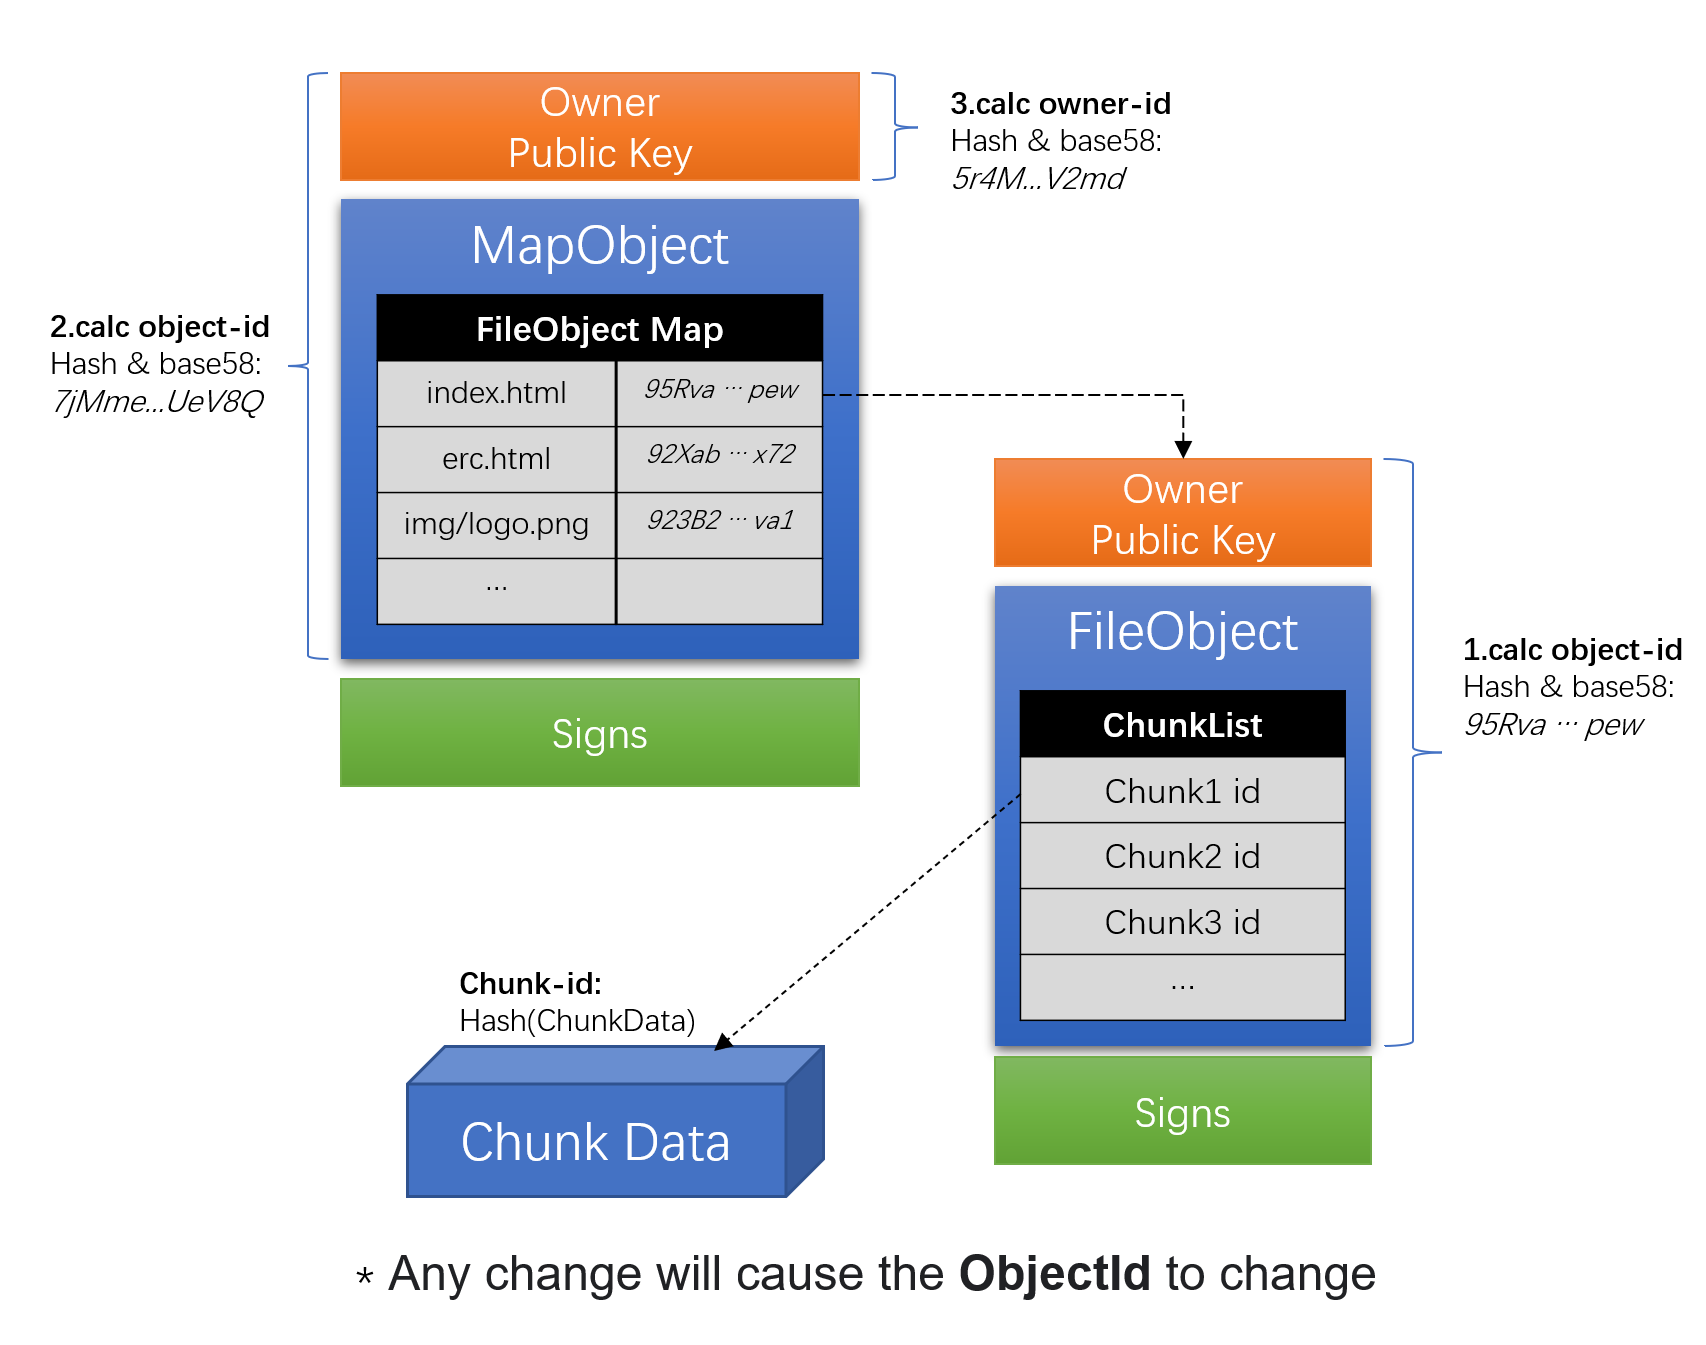 Owner
Public Key
3.calc owner-id
Hash & base58:
5r4M...V2md
MapObject
2.calc object-id
Hash & base58:
7jMme...UeV8Q
FileObject Map
index.html 95Rva ··· pew
erc.html 92Xab ··· x72
img/logo.png 923B2 ··· va1
...
Signs
Owner
Public Key
FileObject
1.calc object-id
Hash & base58:
95Rva ··· pew
ChunkList
Chunk1 id
Chunk2 id
Chunk3 id
...
Signs
Chunk-id:
Hash(ChunkData)
Chunk Data
* Any change will cause the ObjectId to change